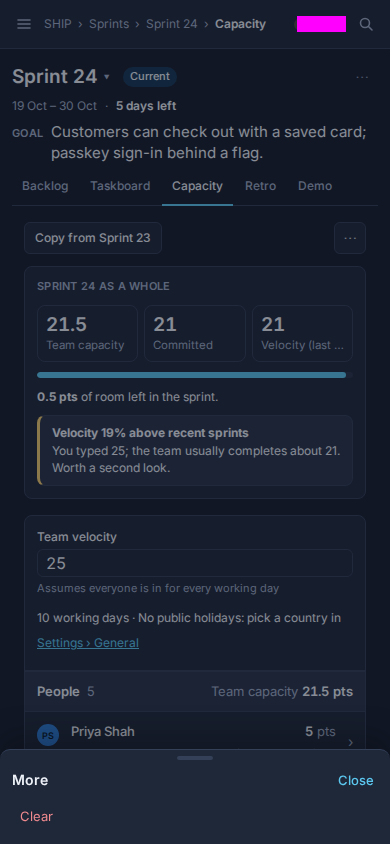 SHIP › Sprints › Sprint 24 › Capacity
Sprint 24 ▾ Current ···
19 Oct – 30 Oct · 5 days left
GOAL Customers can check out with a saved card;
passkey sign-in behind a flag.
Backlog Taskboard Capacity Retro Demo
Copy from Sprint 23 ···
SPRINT 24 AS A WHOLE
21.5 21 21
Team capacity Committed Velocity (last ...
0.5 pts of room left in the sprint.
Velocity 19% above recent sprints
You typed 25; the team usually completes about 21.
Worth a second look.
Team velocity
25
Assumes everyone is in for every working day
10 working days · No public holidays: pick a country in
Settings › General
People 5 Team capacity 21.5 pts
PS Priya Shah 5 pts ›
More Close
Clear